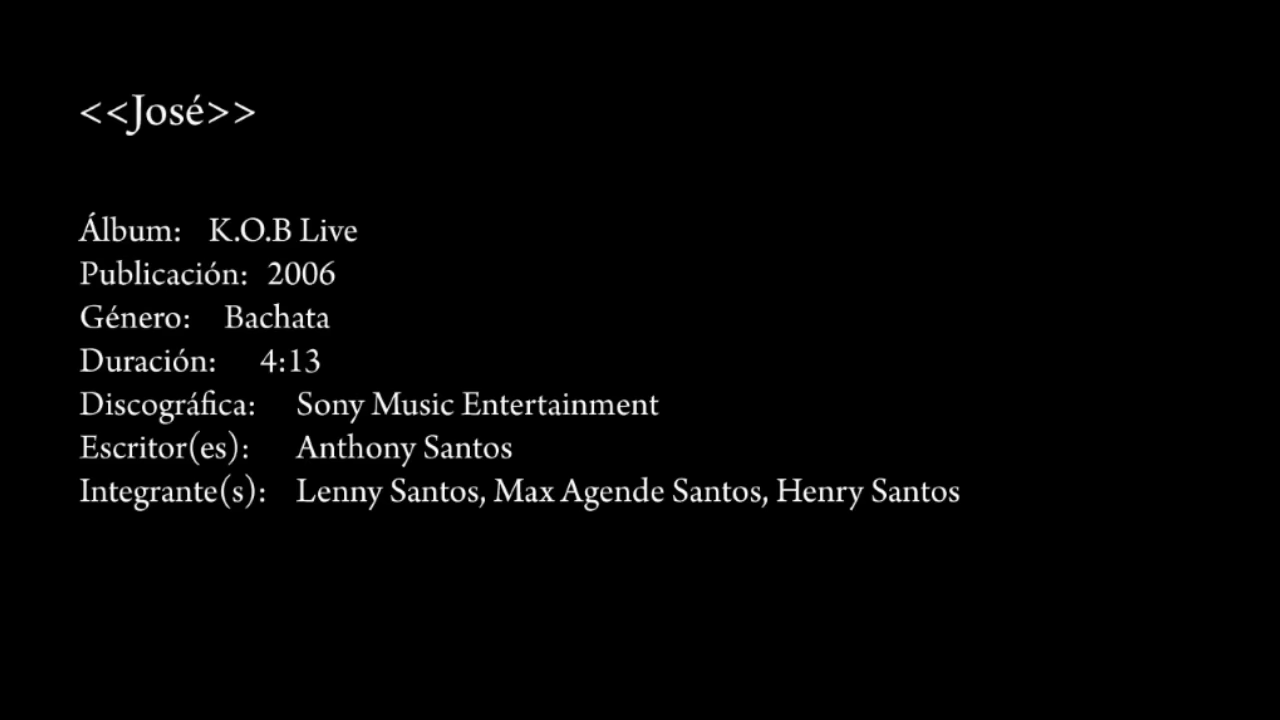 <<José>>
Álbum: K.O.B Live
Publicación: 2006
Género: Bachata
Duración: 4:13
Discográfica: Sony Music Entertainment
Escritor(es): Anthony Santos
Integrante(s): Lenny Santos, Max Agende Santos, Henry Santos